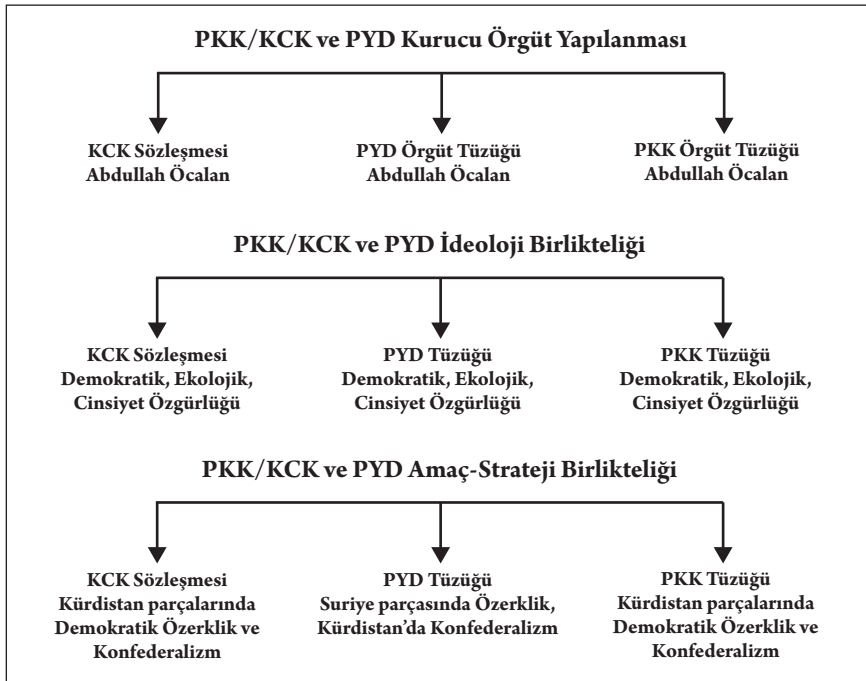 PKK/KCK ve PYD Kurucu Örgüt Yapılanması
KCK Sözleşmesi
Abdullah Öcalan
PYD Örgüt Tüzüğü
Abdullah Öcalan
PKK Örgüt Tüzüğü
Abdullah Öcalan
PKK/KCK ve PYD İdeoloji Birlikteliği
KCK Sözleşmesi
Demokratik, Ekolojik,
Cinsiyet Özgürlüğü
PYD Tüzüğü
Demokratik, Ekolojik,
Cinsiyet Özgürlüğü
PKK Tüzüğü
Demokratik, Ekolojik,
Cinsiyet Özgürlüğü
PKK/KCK ve PYD Amaç-Strateji Birlikteliği
KCK Sözleşmesi
Kürdistan parçalarında
Demokratik Özerklik ve
Konfederalizm
PYD Tüzüğü
Suriye parçasında Özerklik,
Kürdistan’da Konfederalizm
PKK Tüzüğü
Kürdistan parçalarında
Demokratik Özerklik ve
Konfederalizm